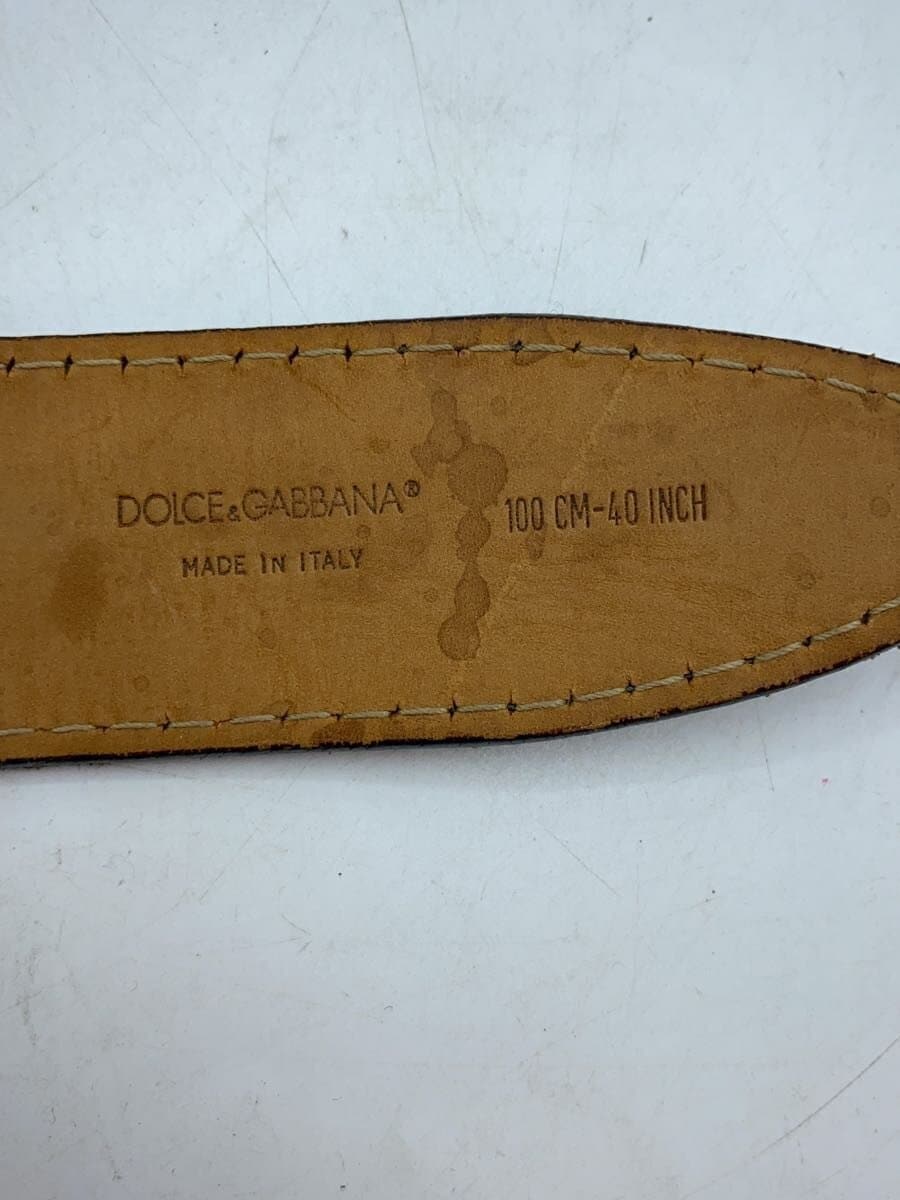 DOLCE&GABBANA®
MADE IN ITALY
100 CM-40 INCH